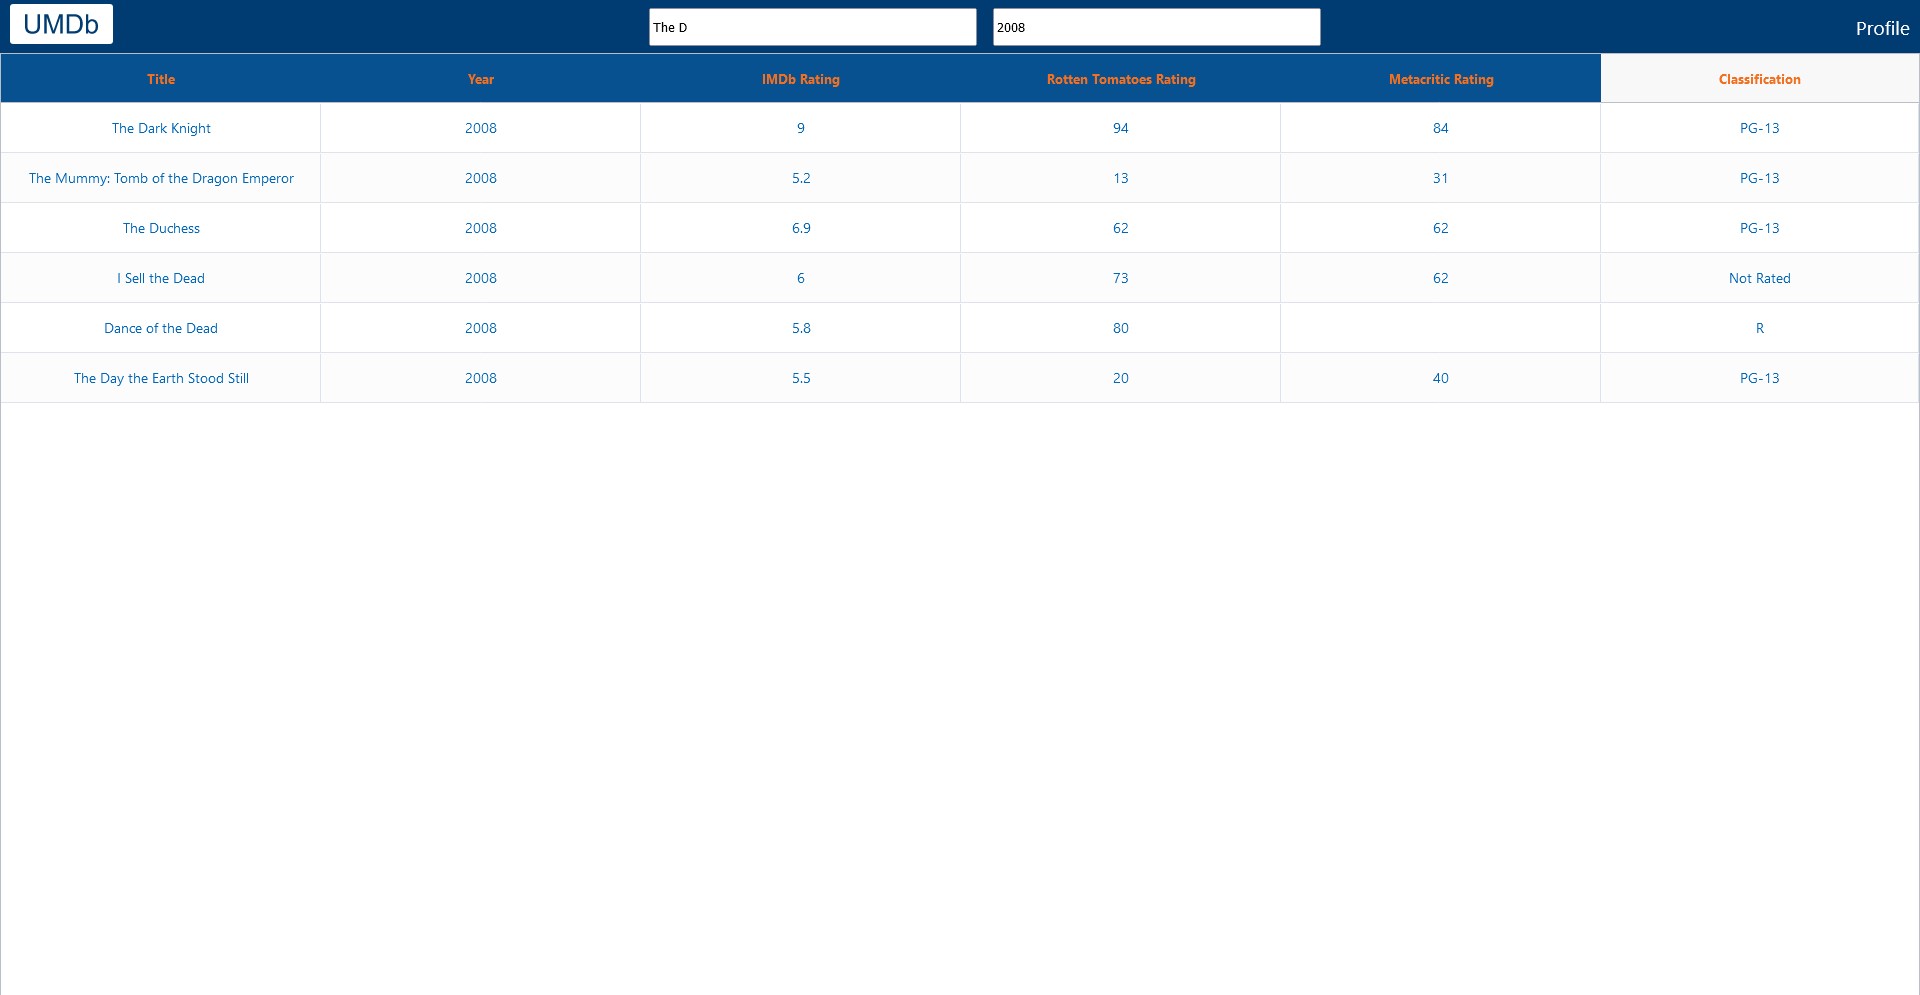 UMDb The D 2008 Profile
Title Year IMDb Rating Rotten Tomatoes Rating Metacritic Rating Classification
The Dark Knight 2008 9 94 84 PG-13
The Mummy: Tomb of the Dragon Emperor 2008 5.2 13 31 PG-13
The Duchess 2008 6.9 62 62 PG-13
I Sell the Dead 2008 6 73 62 Not Rated
Dance of the Dead 2008 5.8 80 R
The Day the Earth Stood Still 2008 5.5 20 40 PG-13